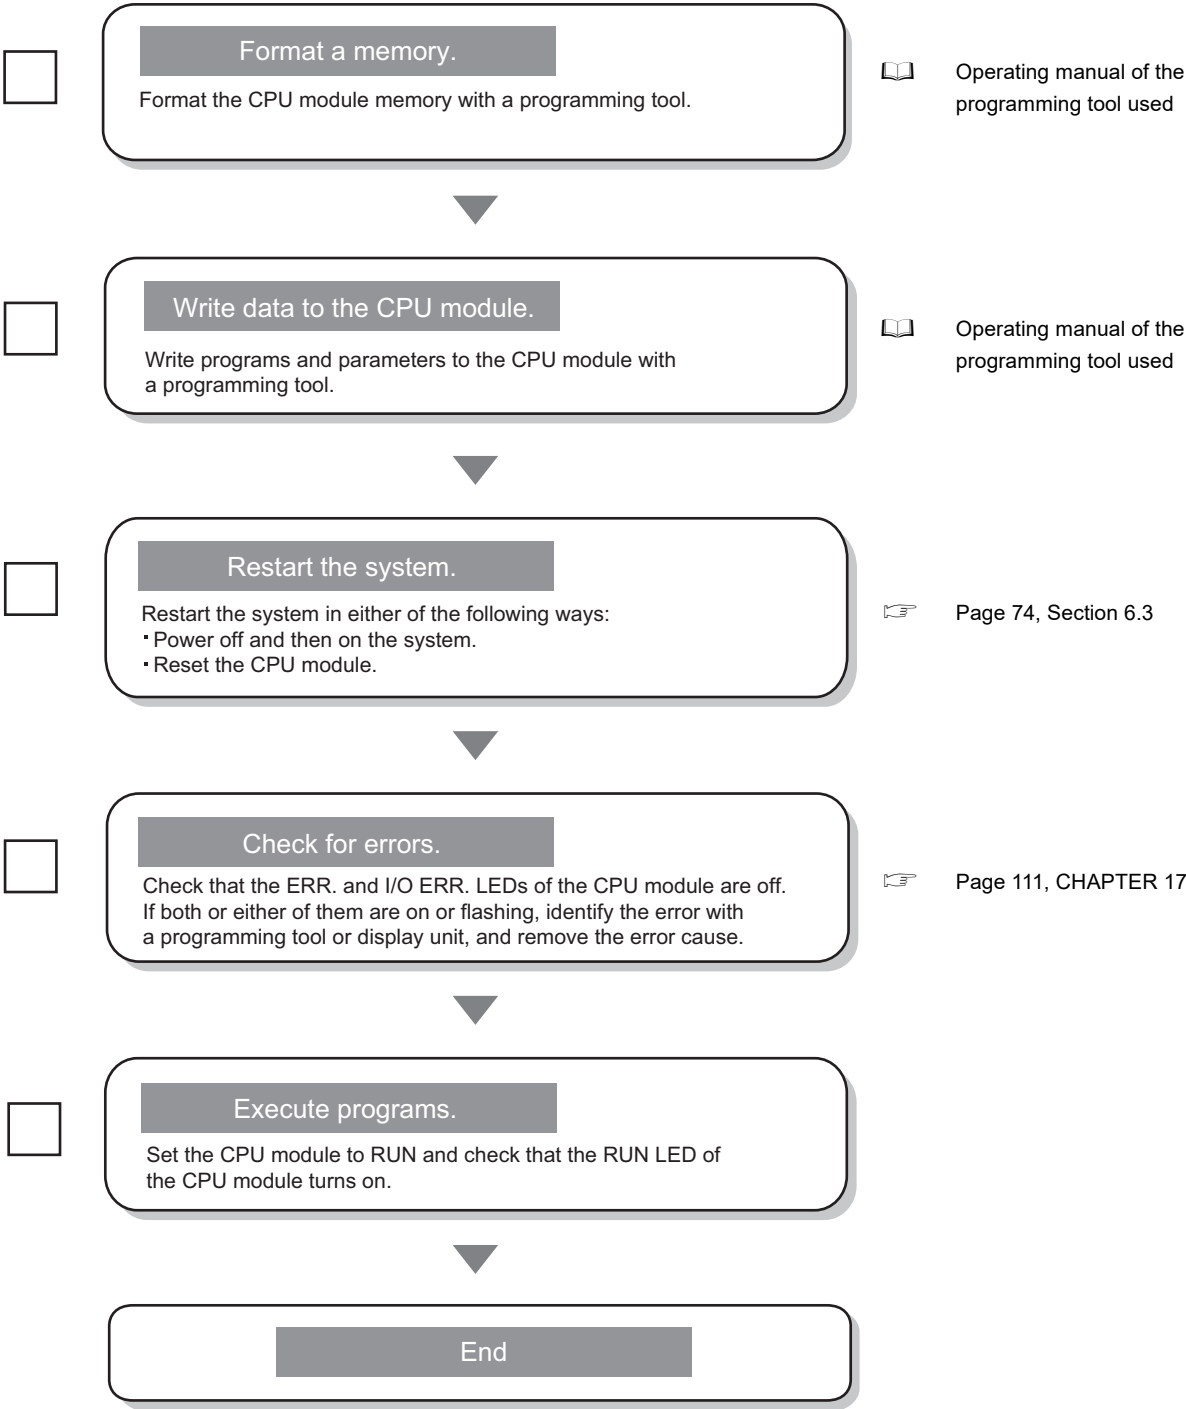 Format a memory.
Format the CPU module memory with a programming tool.
Operating manual of the
programming tool used
Write data to the CPU module.
Write programs and parameters to the CPU module with
a programming tool.
Operating manual of the
programming tool used
Restart the system.
Restart the system in either of the following ways:
· Power off and then on the system.
· Reset the CPU module.
Page 74, Section 6.3
Check for errors.
Check that the ERR. and I/O ERR. LEDs of the CPU module are off.
If both or either of them are on or flashing, identify the error with
a programming tool or display unit, and remove the error cause.
Page 111, CHAPTER 17
Execute programs.
Set the CPU module to RUN and check that the RUN LED of
the CPU module turns on.
End